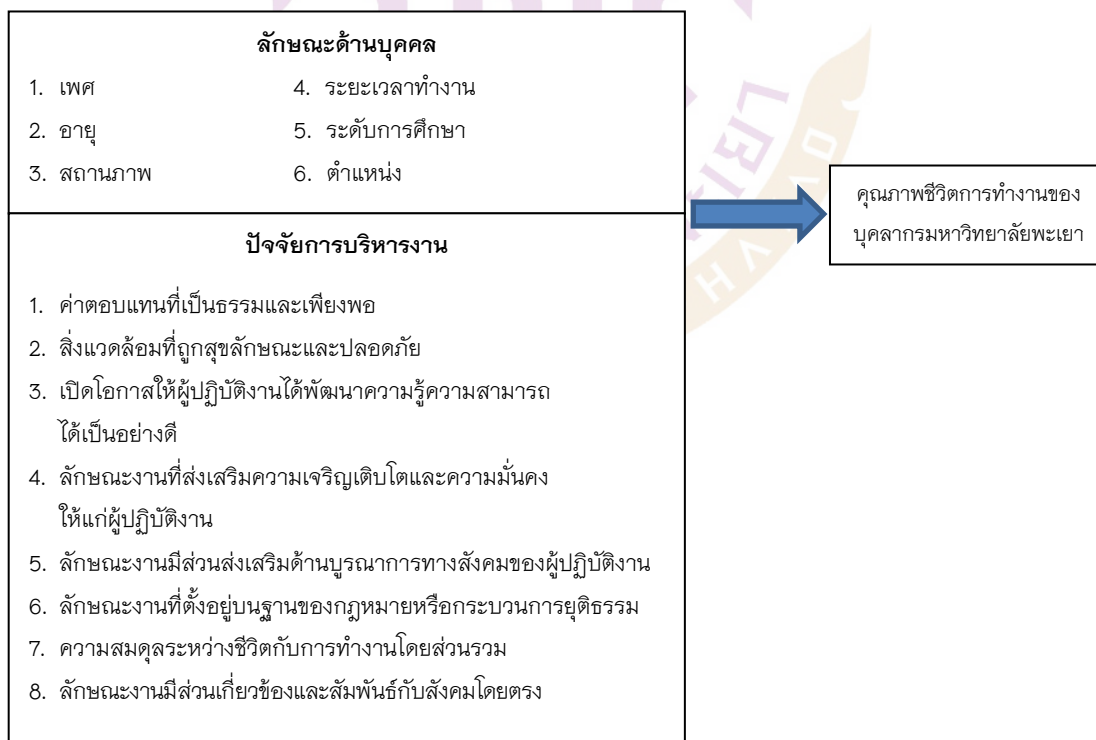 ลักษณะด้านบุคคล
1. เพศ
2. อายุ
3. สถานภาพ
4. ระยะเวลาทำงาน
5. ระดับการศึกษา
6. ตำแหน่ง
ปัจจัยการบริหารงาน
1. ค่าตอบแทนที่เป็นธรรมและเพียงพอ
2. สิ่งแวดล้อมที่ถูกสุขลักษณะและปลอดภัย
3. เปิดโอกาสให้ผู้ปฏิบัติงานได้พัฒนาความรู้ความสามารถ
ได้เป็นอย่างดี
4. ลักษณะงานที่ส่งเสริมความเจริญเติบโตและความมั่นคง
ให้แก่ผู้ปฏิบัติงาน
5. ลักษณะงานมีส่วนส่งเสริมด้านบูรณาการทางสังคมของผู้ปฏิบัติงาน
6. ลักษณะงานที่ตั้งอยู่บนฐานของกฎหมายหรือกระบวนการยุติธรรม
7. ความสมดุลระหว่างชีวิตกับการทำงานโดยส่วนรวม
8. ลักษณะงานมีส่วนเกี่ยวข้องและสัมพันธ์กับสังคมโดยตรง
คุณภาพชีวิตการทำงานของ
บุคลากรมหาวิทยาลัยพะเยา